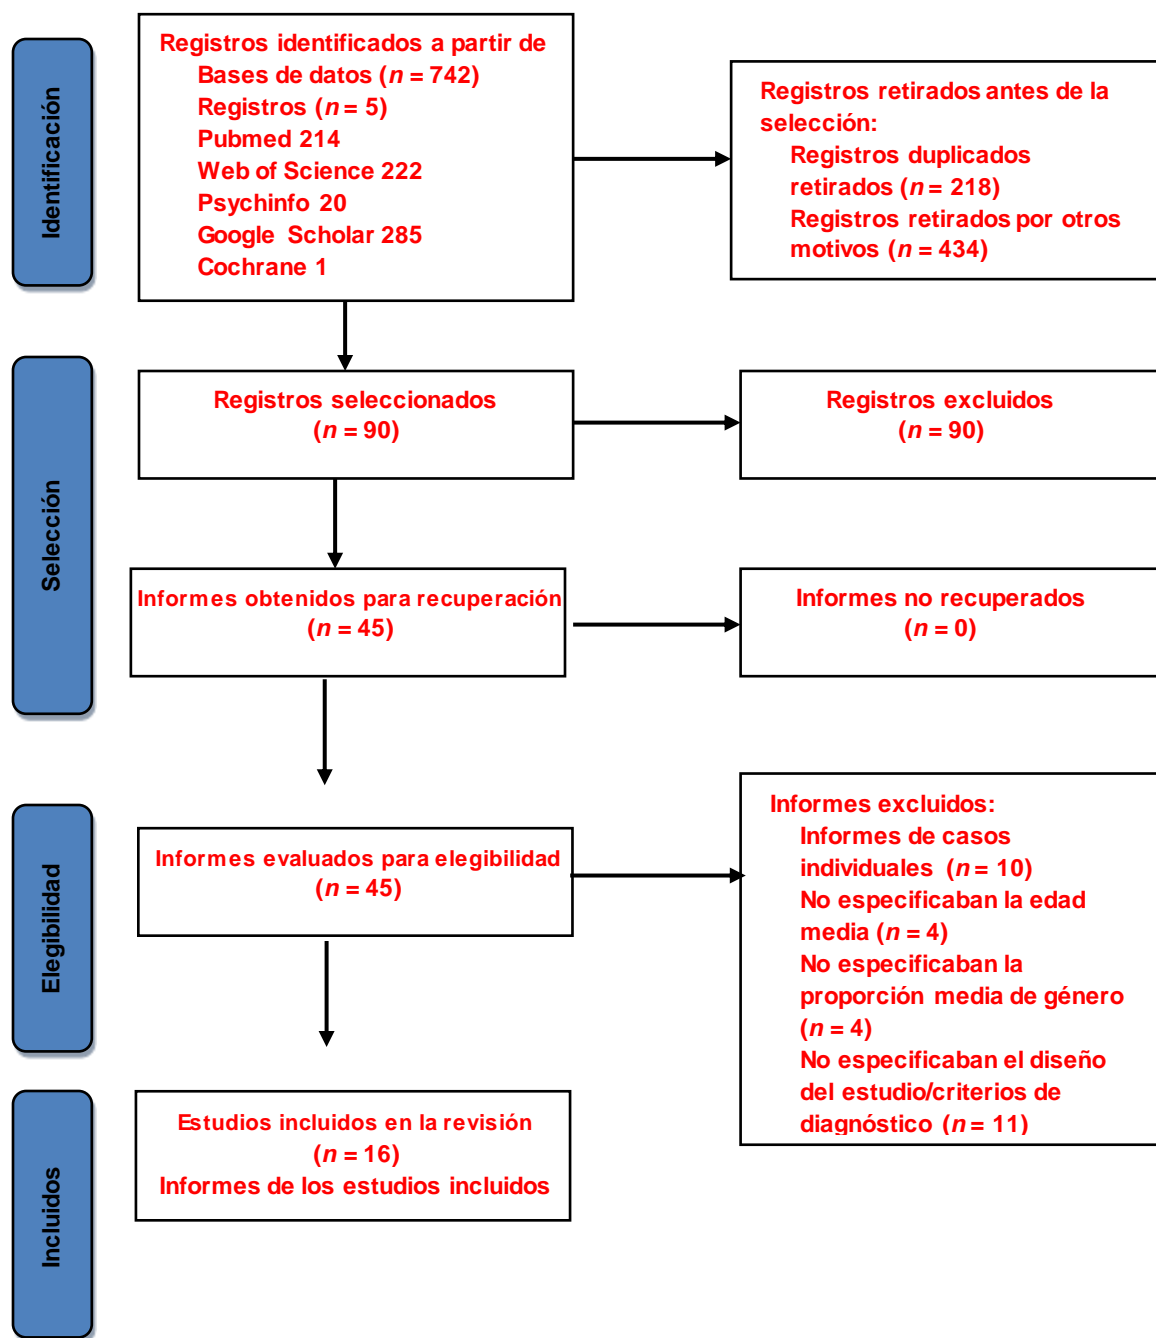 Identificación
Registros identificados a partir de
Bases de datos (n = 742)
Registros (n = 5)
Pubmed 214
Web of Science 222
Psychinfo 20
Google Scholar 285
Cochrane 1
Registros retirados antes de la
selección:
Registros duplicados
retirados (n = 218)
Registros retirados por otros
motivos (n = 434)
Selección
Registros seleccionados
(n = 90)
Registros excluidos
(n = 90)
Informes obtenidos para recuperación
(n = 45)
Informes no recuperados
(n = 0)
Elegibilidad
Informes evaluados para elegibilidad
(n = 45)
Informes excluidos:
Informes de casos
individuales (n = 10)
No especificaban la edad
media (n = 4)
No especificaban la
proporción media de género
(n = 4)
No especificaban el diseño
del estudio/criterios de
diagnóstico (n = 11)
Incluidos
Estudios incluidos en la revisión
(n = 16)
Informes de los estudios incluidos